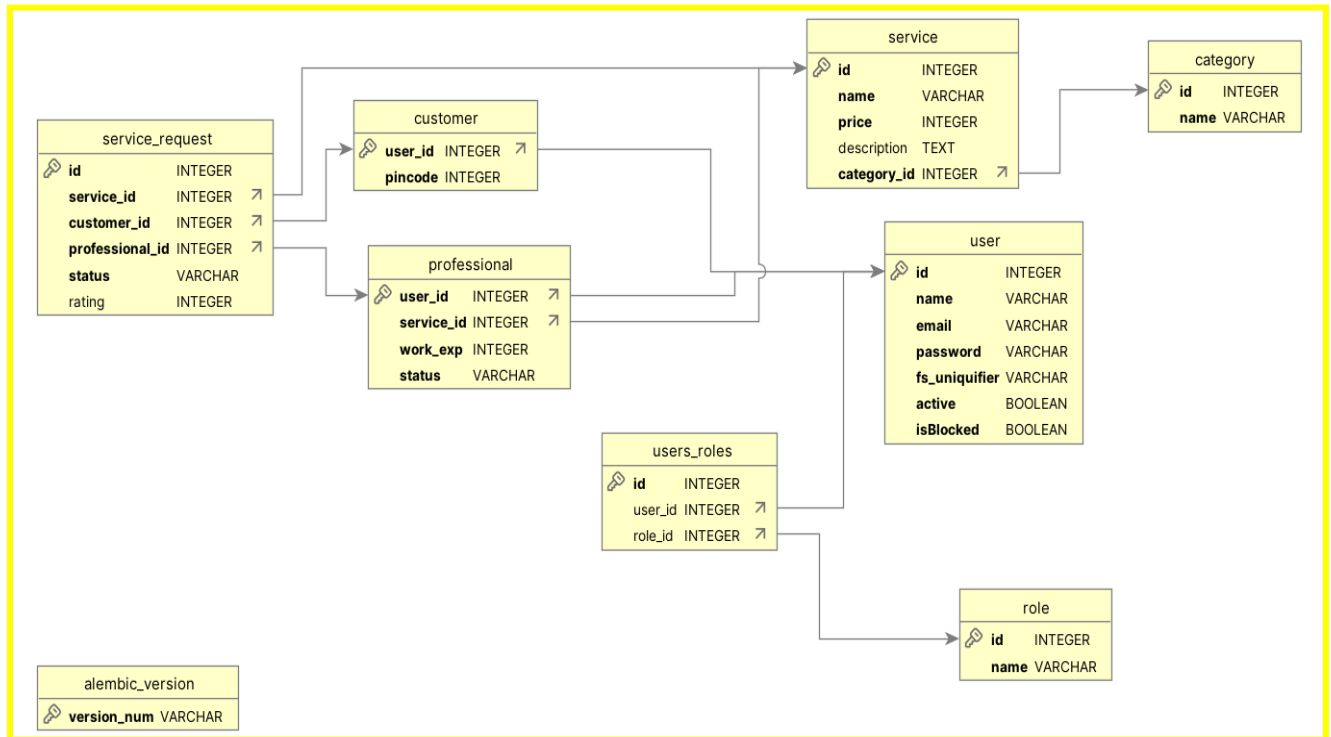 service_request
id INTEGER
service_id INTEGER
customer_id INTEGER
professional_id INTEGER
status VARCHAR
rating INTEGER
customer
user_id INTEGER
pincode INTEGER
professional
user_id INTEGER
service_id INTEGER
work_exp INTEGER
status VARCHAR
service
id INTEGER
name VARCHAR
price INTEGER
description TEXT
category_id INTEGER
category
id INTEGER
name VARCHAR
user
id INTEGER
name VARCHAR
email VARCHAR
password VARCHAR
fs_uniquifier VARCHAR
active BOOLEAN
isBlocked BOOLEAN
users_roles
id INTEGER
user_id INTEGER
role_id INTEGER
role
id INTEGER
name VARCHAR
alembic_version
version_num VARCHAR